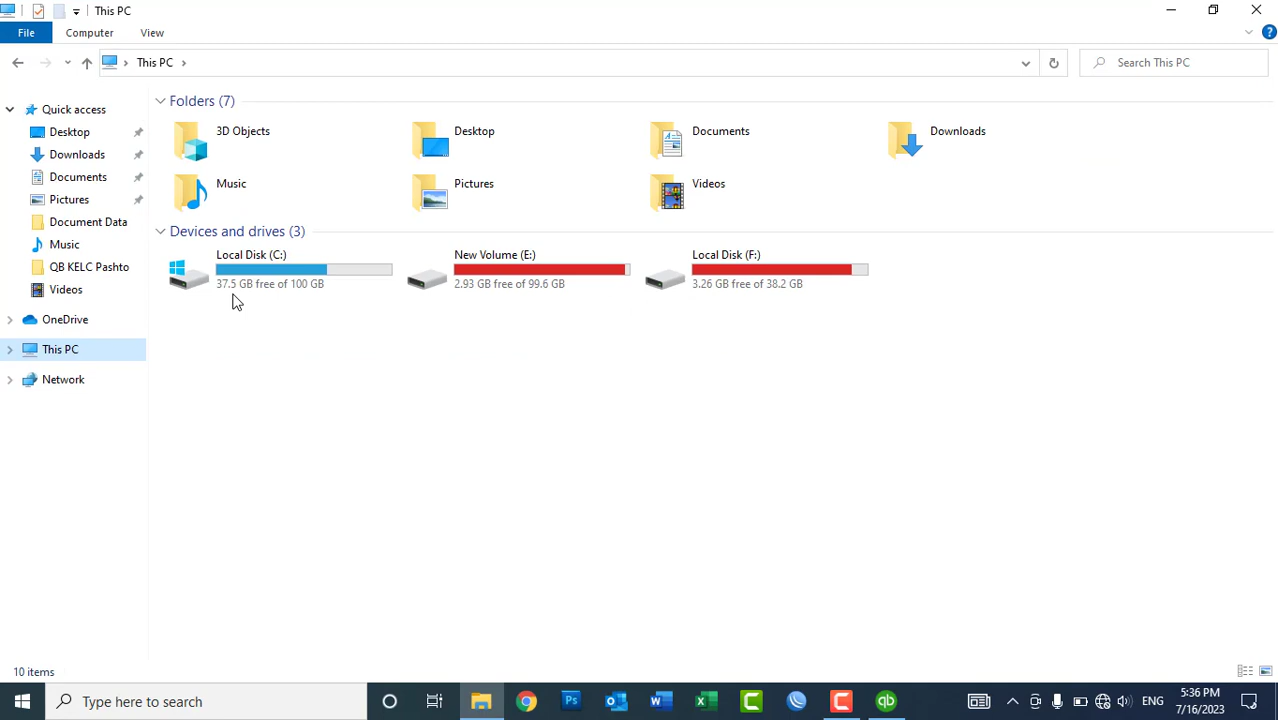 This PC
File Computer View
This PC
Search This PC
Quick access
Desktop
Downloads
Documents
Pictures
Document Data
Music
QB KELC Pashto
Videos
OneDrive
This PC
Network
Folders (7)
3D Objects Desktop Documents Downloads
Music Pictures Videos
Devices and drives (3)
Local Disk (C:) New Volume (E:) Local Disk (F:)
37.5 GB free of 100 GB 2.93 GB free of 99.6 GB 3.26 GB free of 38.2 GB
10 items
Type here to search
Ps
ENG
5:36 PM
7/16/2023